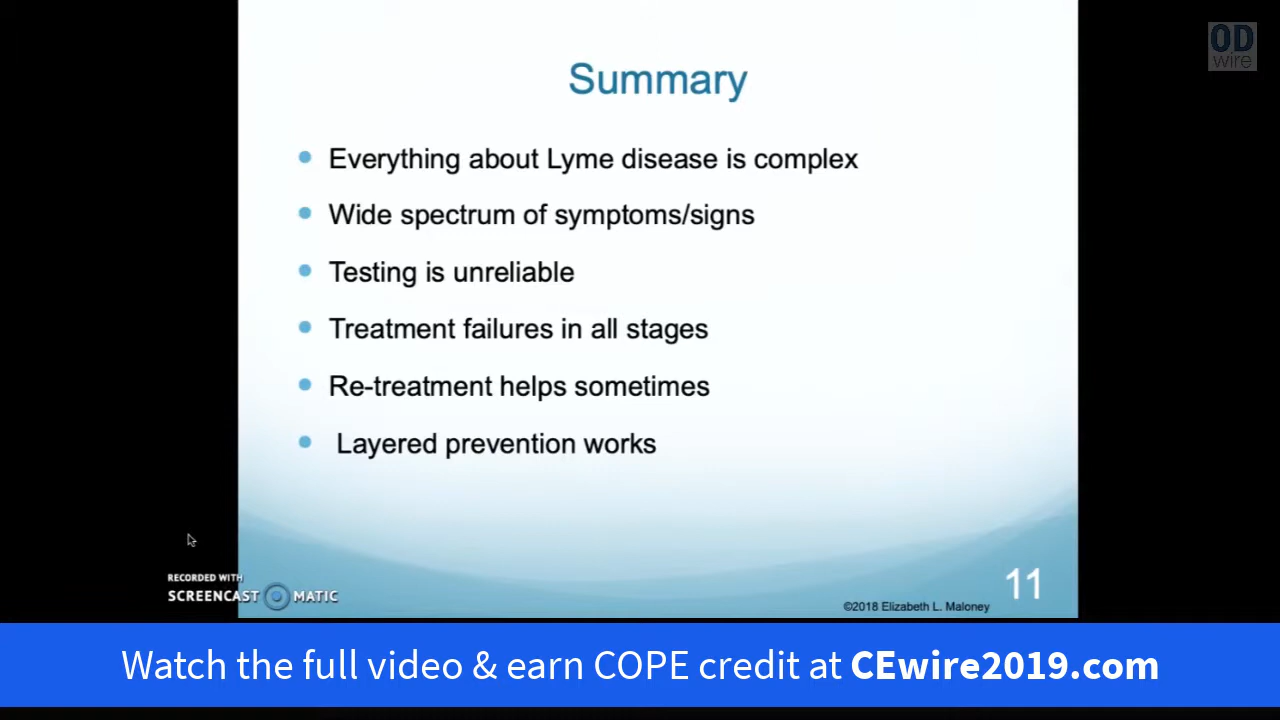 OD
wire
Summary
Everything about Lyme disease is complex
Wide spectrum of symptoms/signs
Testing is unreliable
Treatment failures in all stages
Re-treatment helps sometimes
Layered prevention works
RECORDED WITH
SCREENCAST MATIC
11
©2018 Elizabeth L. Maloney
Watch the full video & earn COPE credit at CEwire2019.com